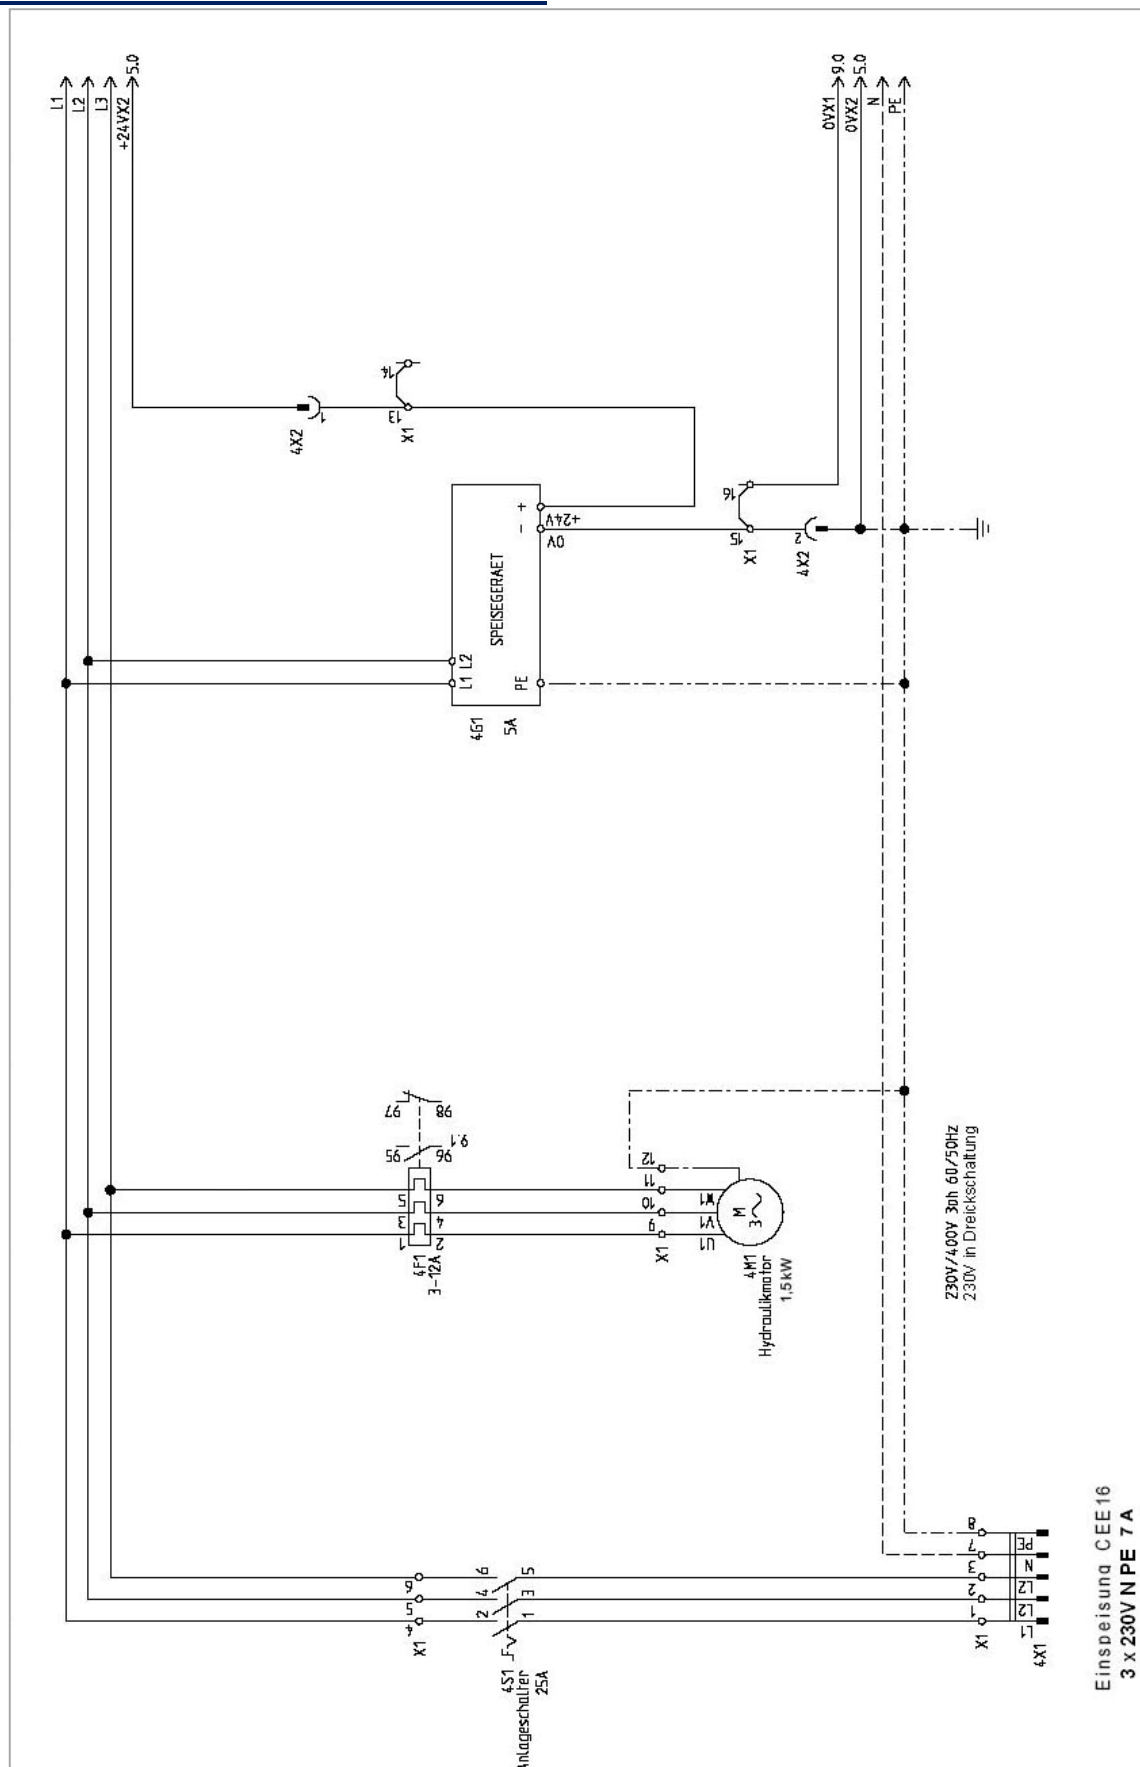 L1
L2
L3
+24VX2
5.0
0VX1
9.0
0VX2
5.0
N
PE
14
13
X1
1
4X2
16
15
X1
2
4X2
+
+24V
-
0V
SPEISEGERAET
L2
L1
PE
4G1
5A
97
98
95
96
9.1
5
6
3
4
1
2
4F1
3-12A
12
11
10
9
X1
W1
V1
U1
M
3
4M1
Hydraulikmotor
1,5kW
230V/400V 3ph 60/50Hz
230V in Dreickschaltung
6
5
4
X1
6
4
2
5
3
1
4S1
Anlageschalter
25A
8
7
3
2
1
X1
PE
N
L2
L2
L1
4X1
Einspeisung CEE16
3 x 230V N PE 7 A